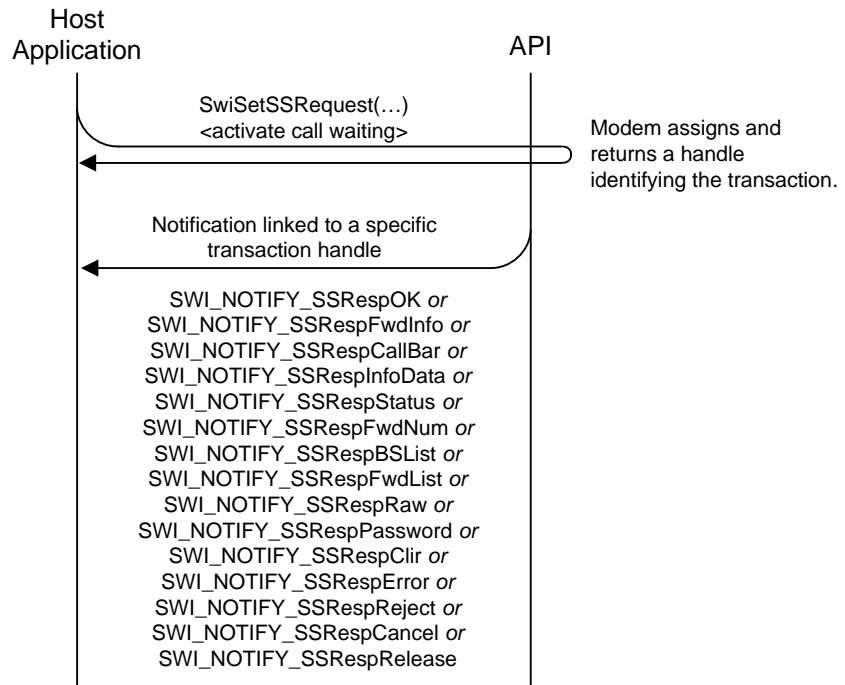 Host
Application
API
SwiSetSSRequest(…)
<activate call waiting>
Modem assigns and
returns a handle
identifying the transaction.
Notification linked to a specific
transaction handle
SWI_NOTIFY_SSRespOK or
SWI_NOTIFY_SSRespFwdInfo or
SWI_NOTIFY_SSRespCallBar or
SWI_NOTIFY_SSRespInfoData or
SWI_NOTIFY_SSRespStatus or
SWI_NOTIFY_SSRespFwdNum or
SWI_NOTIFY_SSRespBSList or
SWI_NOTIFY_SSRespFwdList or
SWI_NOTIFY_SSRespRaw or
SWI_NOTIFY_SSRespPassword or
SWI_NOTIFY_SSRespClir or
SWI_NOTIFY_SSRespError or
SWI_NOTIFY_SSRespReject or
SWI_NOTIFY_SSRespCancel or
SWI_NOTIFY_SSRespRelease